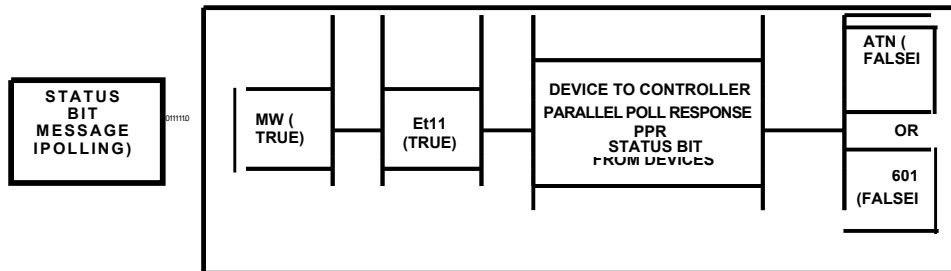 STATUS
BIT
MESSAGE
IPOLLING)
MW (
TRUE)
Et11
(TRUE)
DEVICE TO CONTROLLER
PARALLEL POLL RESPONSE
PPR
STATUS BIT
FROM DEVICES
ATN (
FALSEI
OR
601
(FALSEI